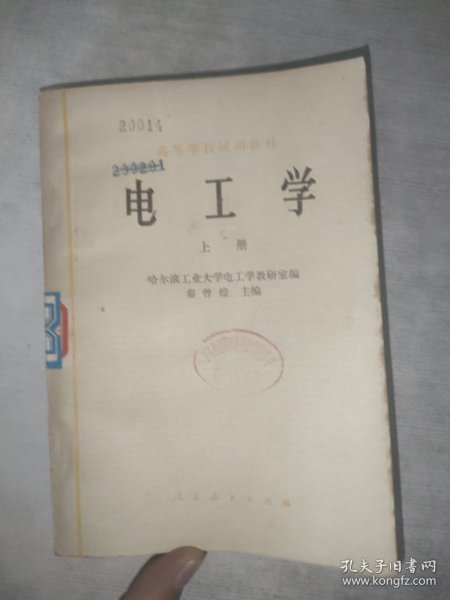 20014
高等学校试用教材
200201
电工学
上册
哈尔滨工业大学电工学教研室编
秦曾煌 主编
人民教育出版社
孔夫子旧书网
www.kongfz.com